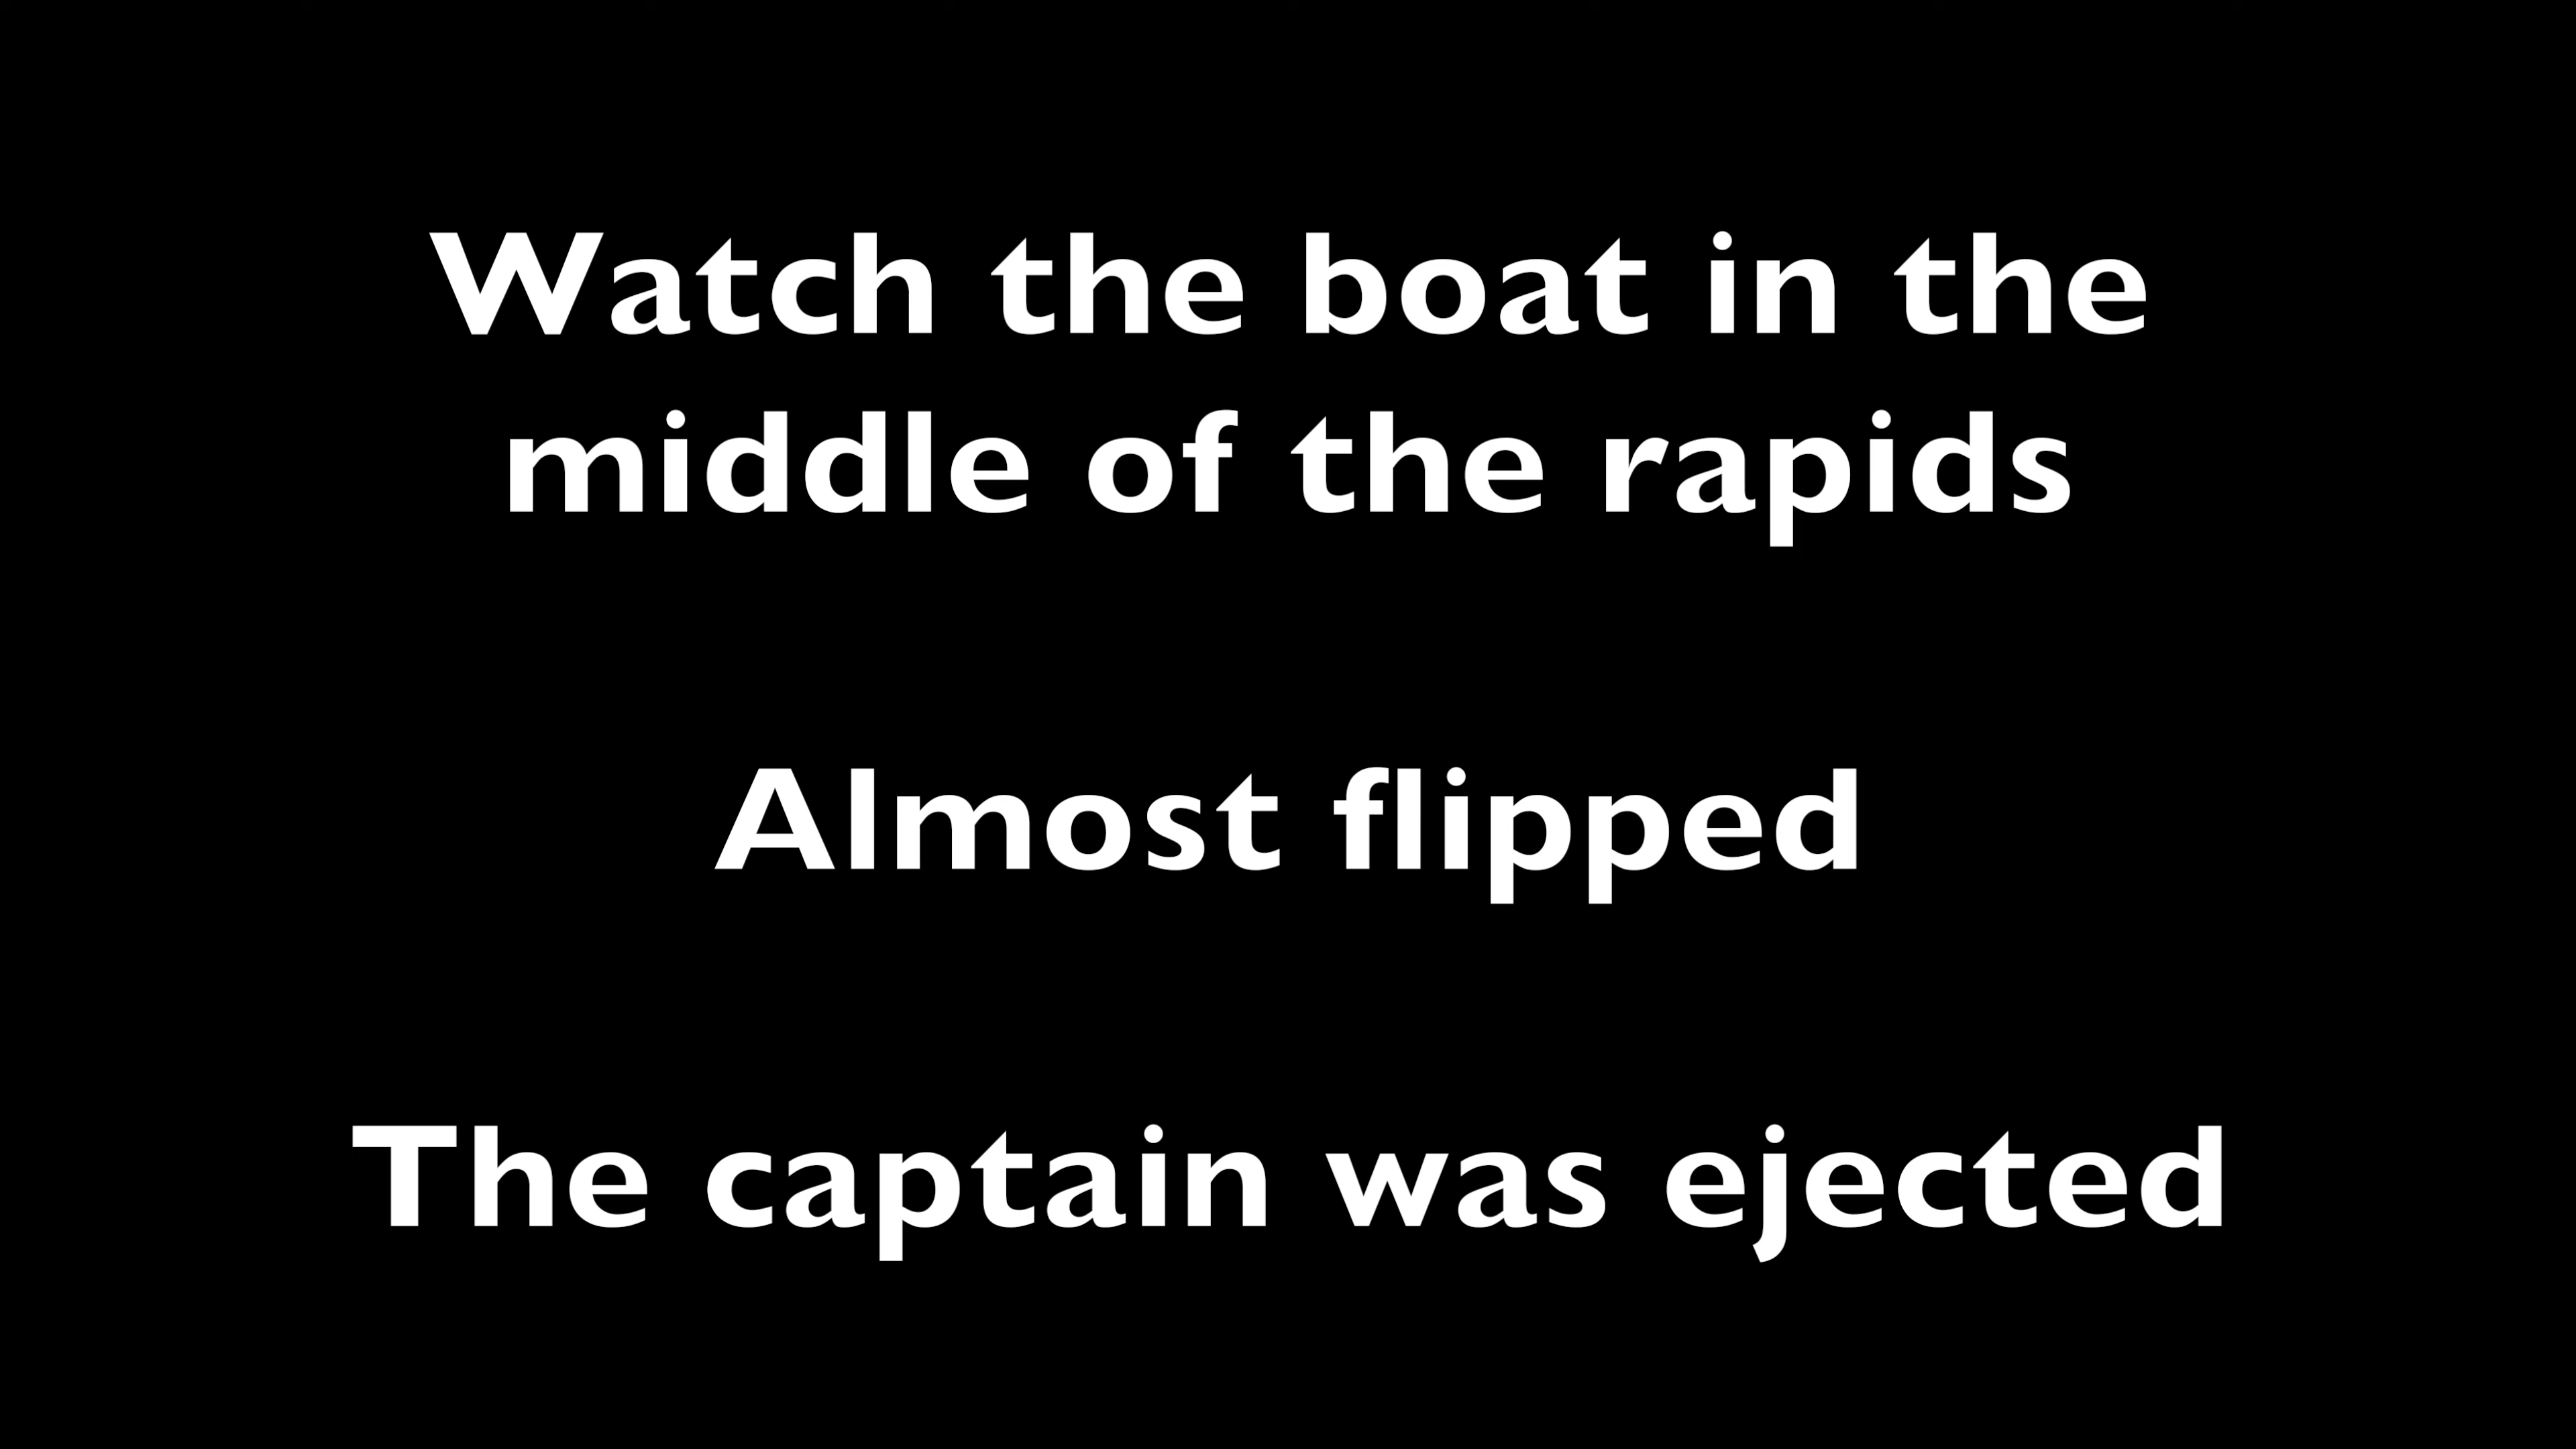 Watch the boat in the
middle of the rapids
Almost flipped
The captain was ejected